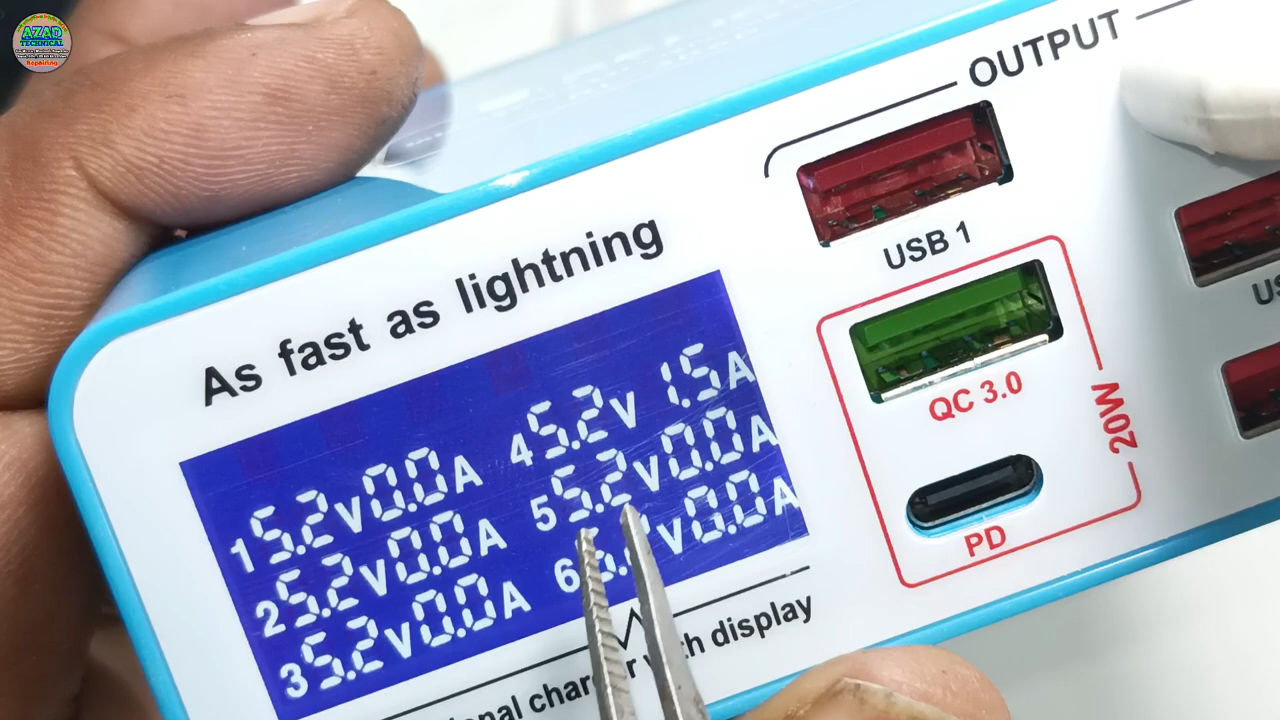 AZAD
TECHNICAL
Repairing
OUTPUT
USB 1
As fast as lightning
QC 3.0
20W
PD
1 5.2V 0.0A 4 5.2V 1.5A
2 5.2V 0.0A 5 5.2V 0.0A
3 5.2V 0.0A 6 V 0.0A
display